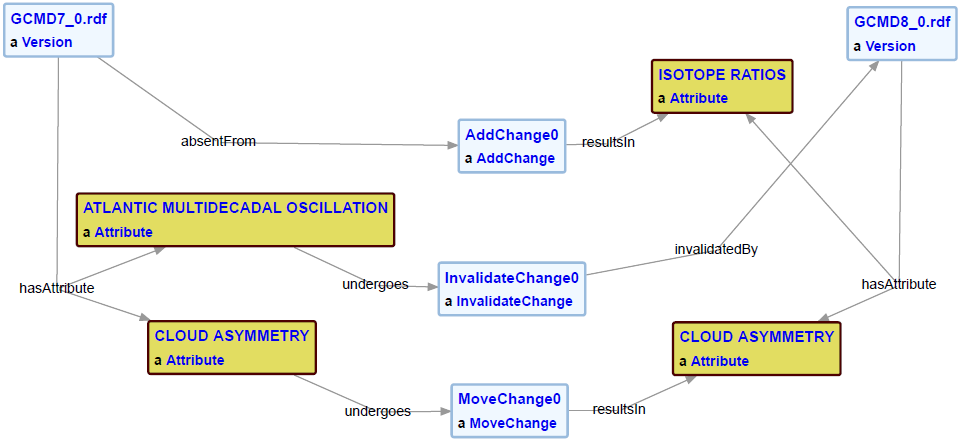 GCMD7_0.rdf
a Version
GCMD8_0.rdf
a Version
ISOTOPE RATIOS
a Attribute
absentFrom
AddChange0
a AddChange
resultsIn
ATLANTIC MULTIDECADAL OSCILLATION
a Attribute
invalidatedBy
undergoes
InvalidateChange0
a InvalidateChange
hasAttribute
hasAttribute
CLOUD ASYMMETRY
a Attribute
CLOUD ASYMMETRY
a Attribute
undergoes
MoveChange0
a MoveChange
resultsIn